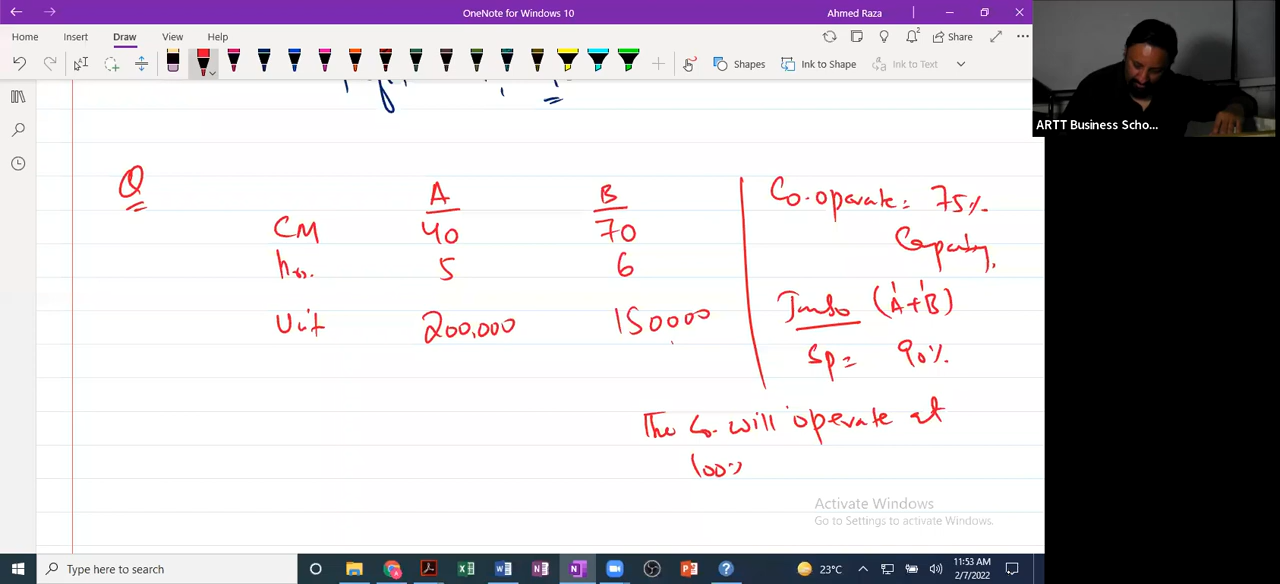 OneNote for Windows 10
Ahmed Raza
Home Insert Draw View Help
Share
Shapes Ink to Shape Ink to Text
ARTT Business Scho...
Q
A B
CM 40 70
hrs. 5 6
Unit 200,000 150000
Co. operate = 75%
Capacity.
Jumbo (A+B)
1 1
SP = 90%
The Co. will operate at
100%
Activate Windows
Go to Settings to activate Windows.
Type here to search
23°C
11:53 AM
2/7/2022